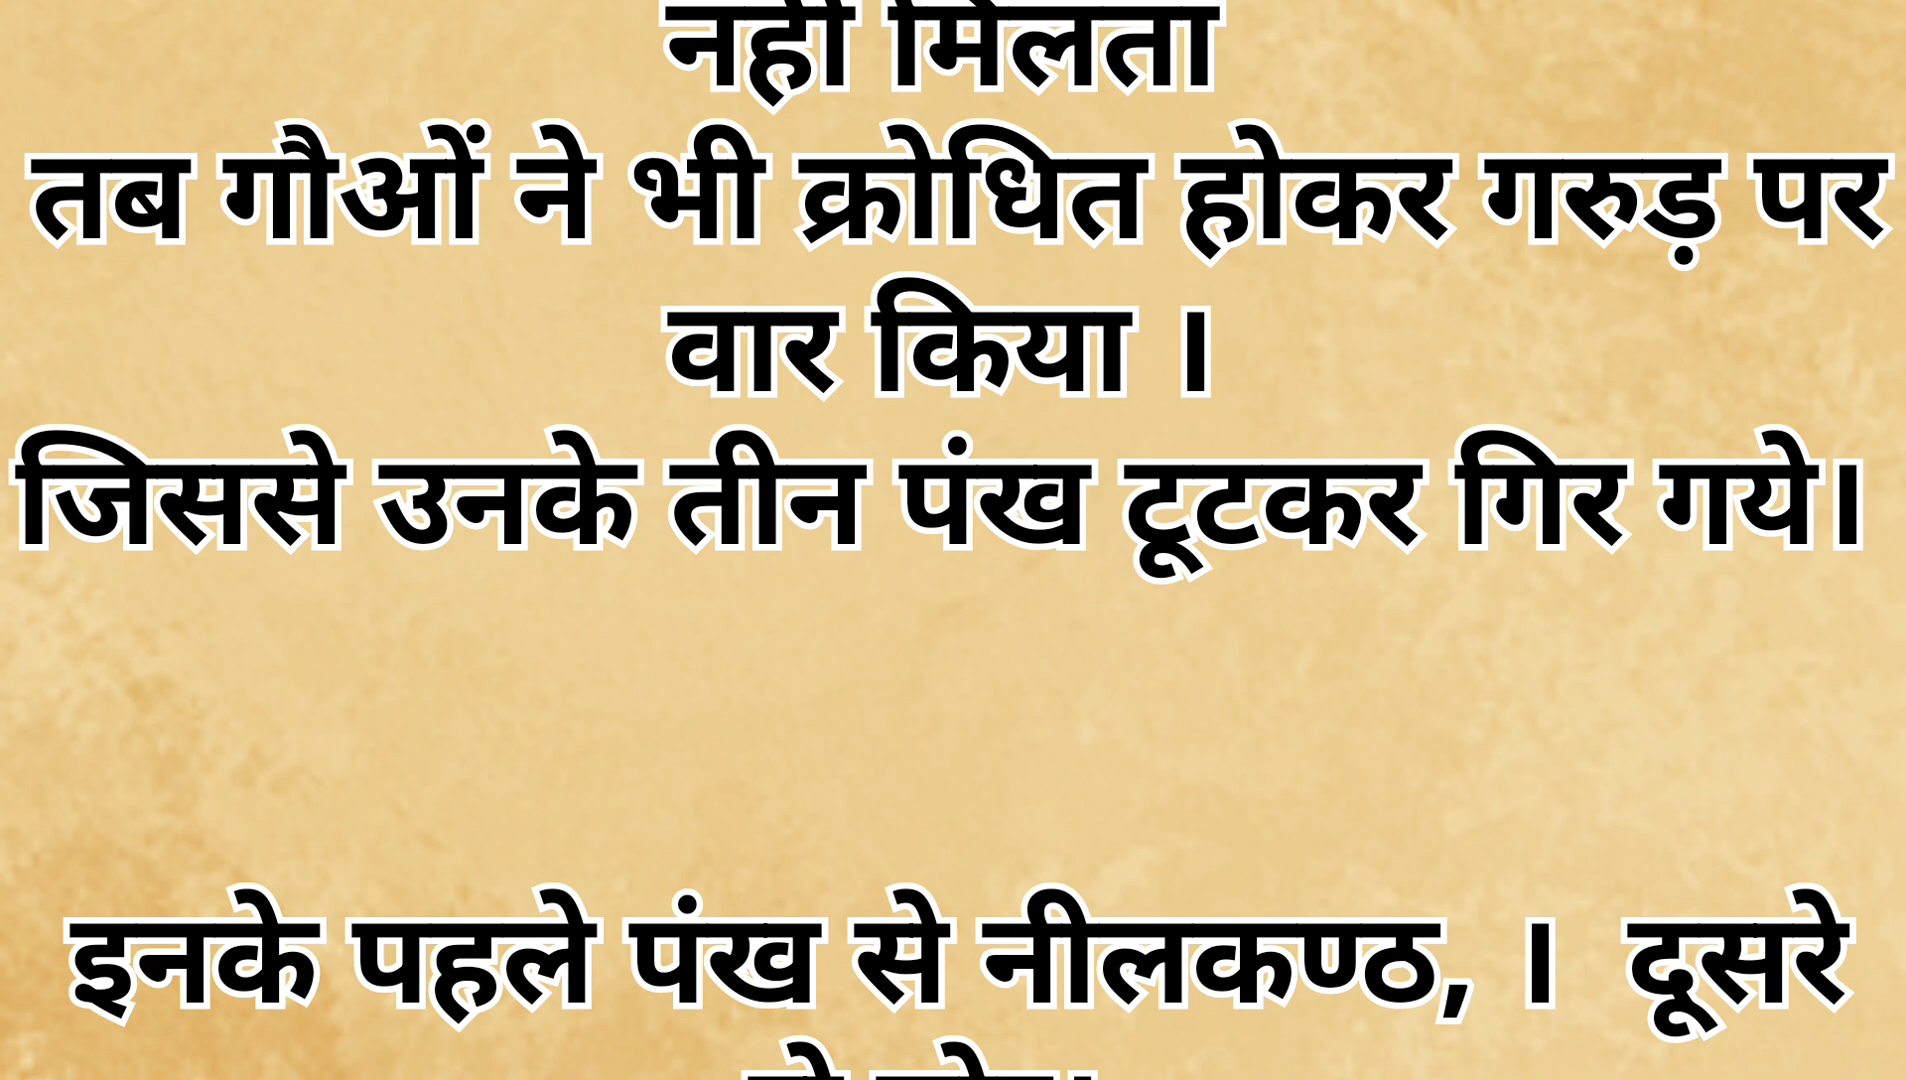 नही मिलता
तब गौओं ने भी क्रोधित होकर गरुड़ पर
वार किया ।
जिससे उनके तीन पंख टूटकर गिर गये।
इनके पहले पंख से नीलकण्ठ, । दूसरे